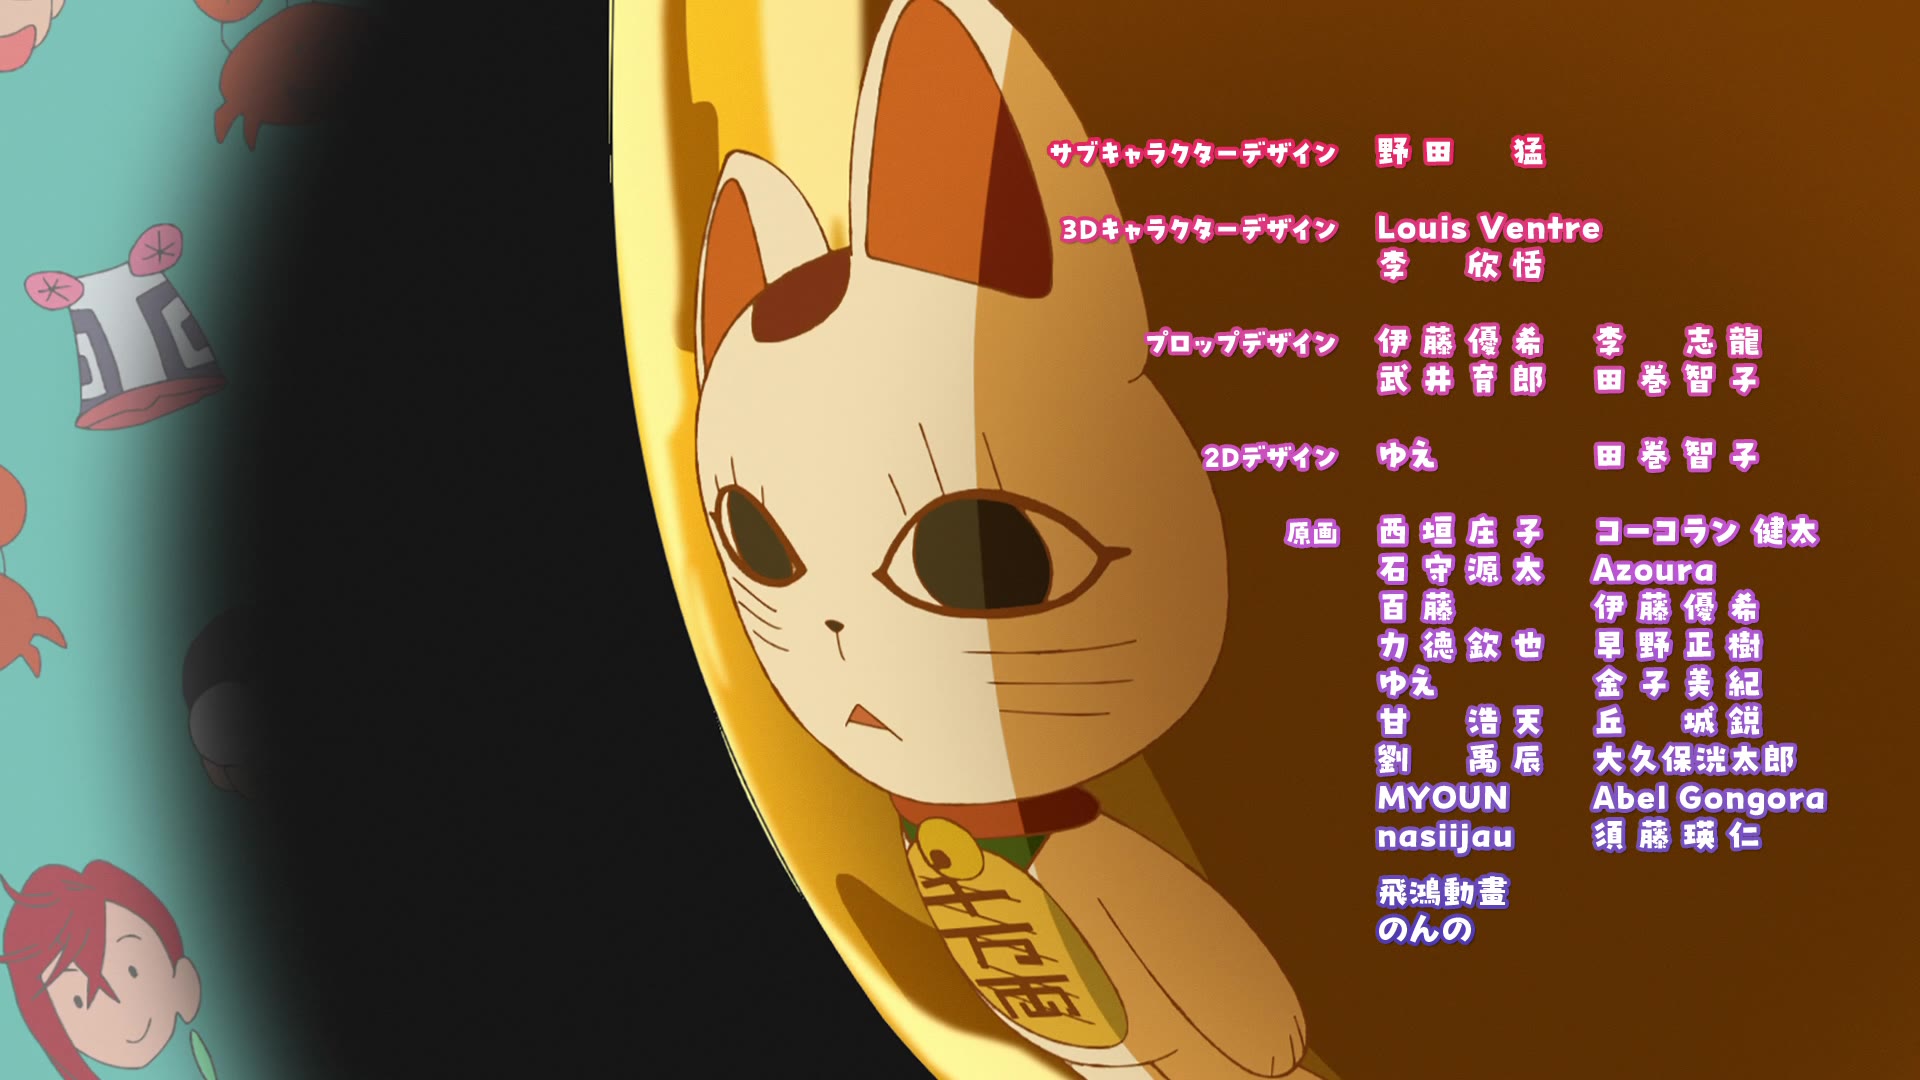 サブキャラクターデザイン 野田 猛
3Dキャラクターデザイン Louis Ventre
李 欣恬
プロップデザイン 伊藤優希 李 志龍
武井育郎 田巻智子
2Dデザイン ゆえ 田巻智子
原画 西垣庄子 コーコラン 健太
石守源太 Azoura
百藤 伊藤優希
力徳欽也 早野正樹
ゆえ 金子美紀
甘 浩天 丘 城鋭
劉 禹辰 大久保洸太郎
MYOUN Abel Gongora
nasiijau 須藤瑛仁
飛鴻動畫
のんの
千万両